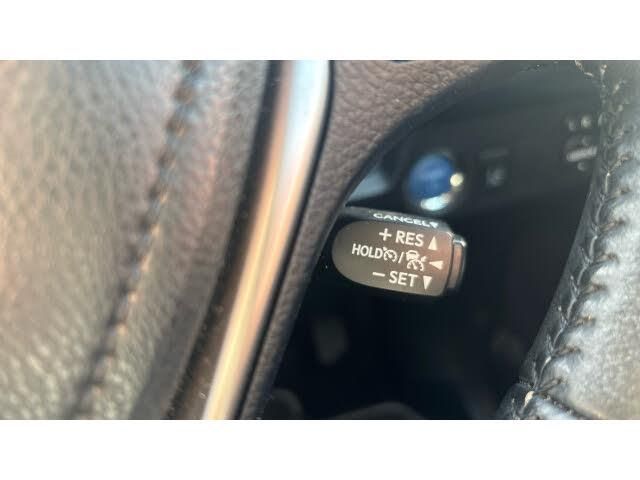 CANCEL▼
+ RES ▲
HOLD / ◄
− SET ▼